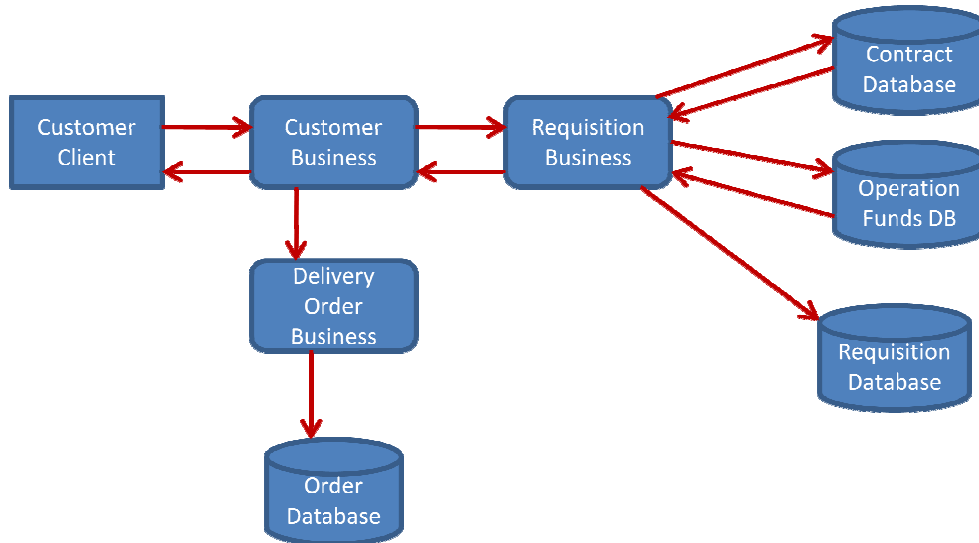 Contract
Database
Customer
Client
Customer
Business
Requisition
Business
Operation
Funds DB
Delivery
Order
Business
Requisition
Database
Order
Database